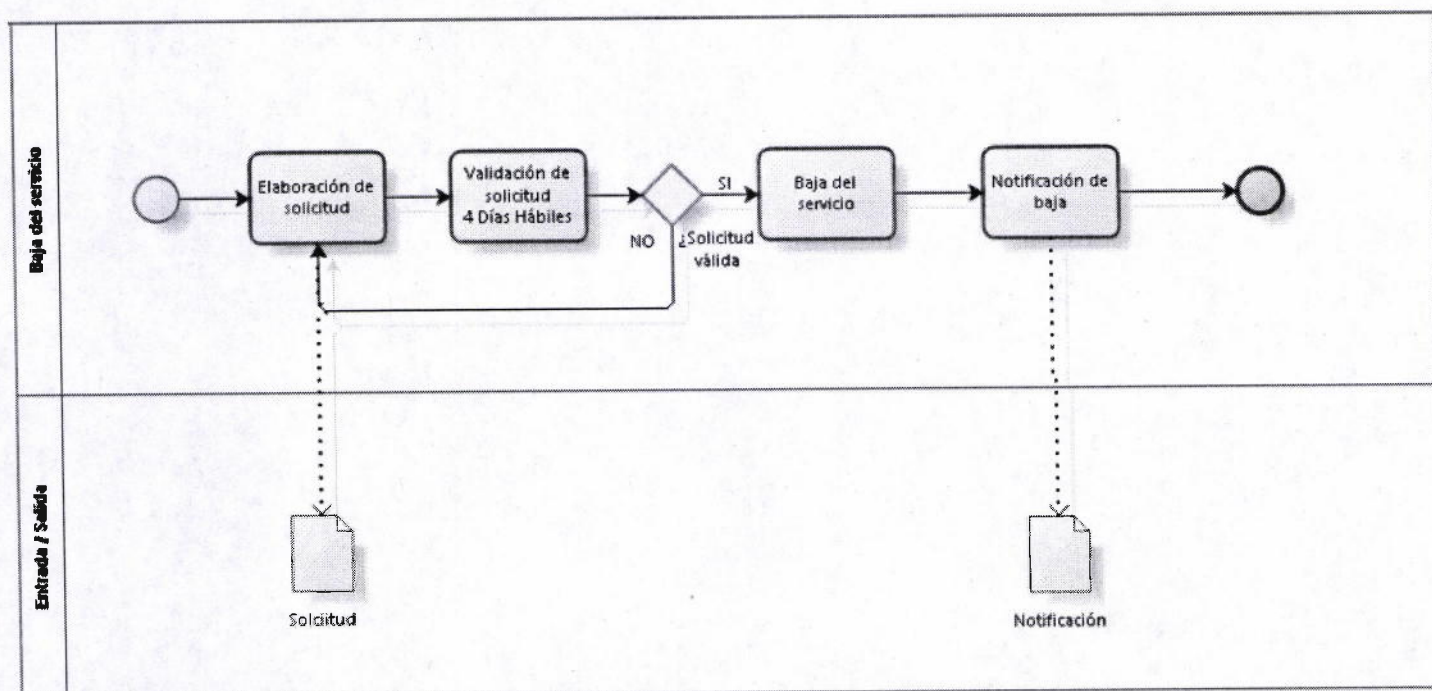 Baja del servicio
Elaboración de
solicitud
Validación de
solicitud
4 Días Hábiles
SI
NO
¿Solicitud
válida
Baja del
servicio
Notificación de
baja
Entrada / Salida
Solciitud
Notificación